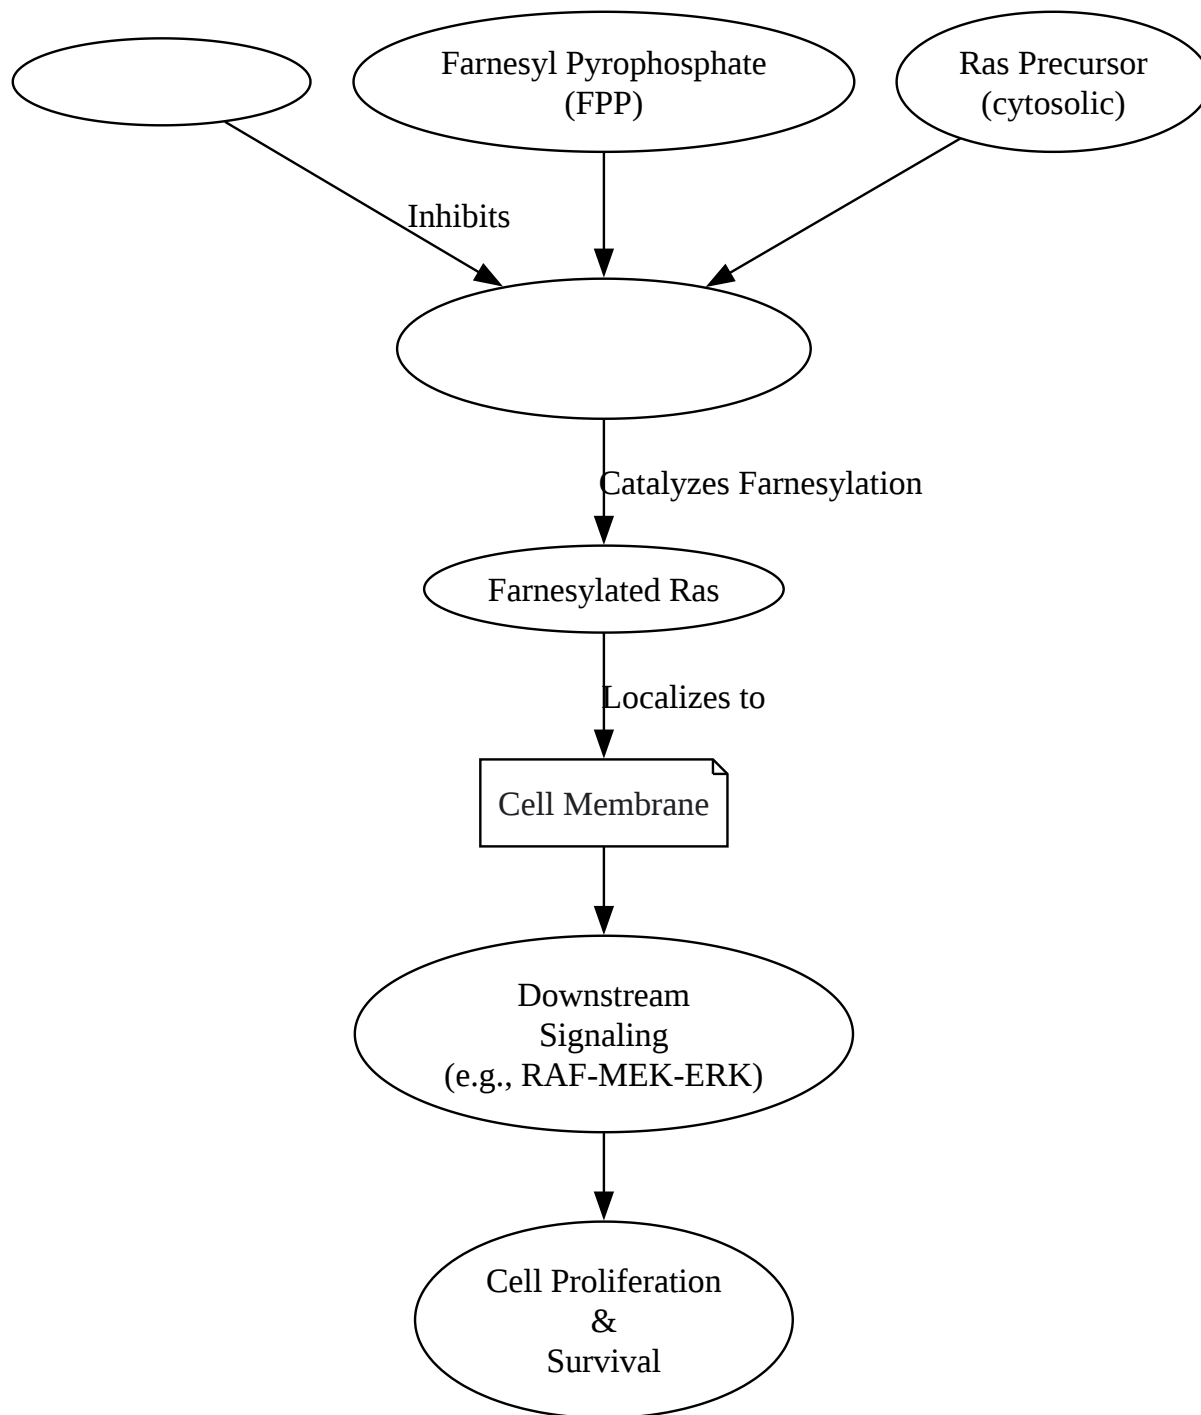 Farnesyl Pyrophosphate
(FPP)
Ras Precursor
(cytosolic)
Inhibits
Catalyzes Farnesylation
Farnesylated Ras
Localizes to
Cell Membrane
Downstream
Signaling
(e.g., RAF-MEK-ERK)
Cell Proliferation
&
Survival